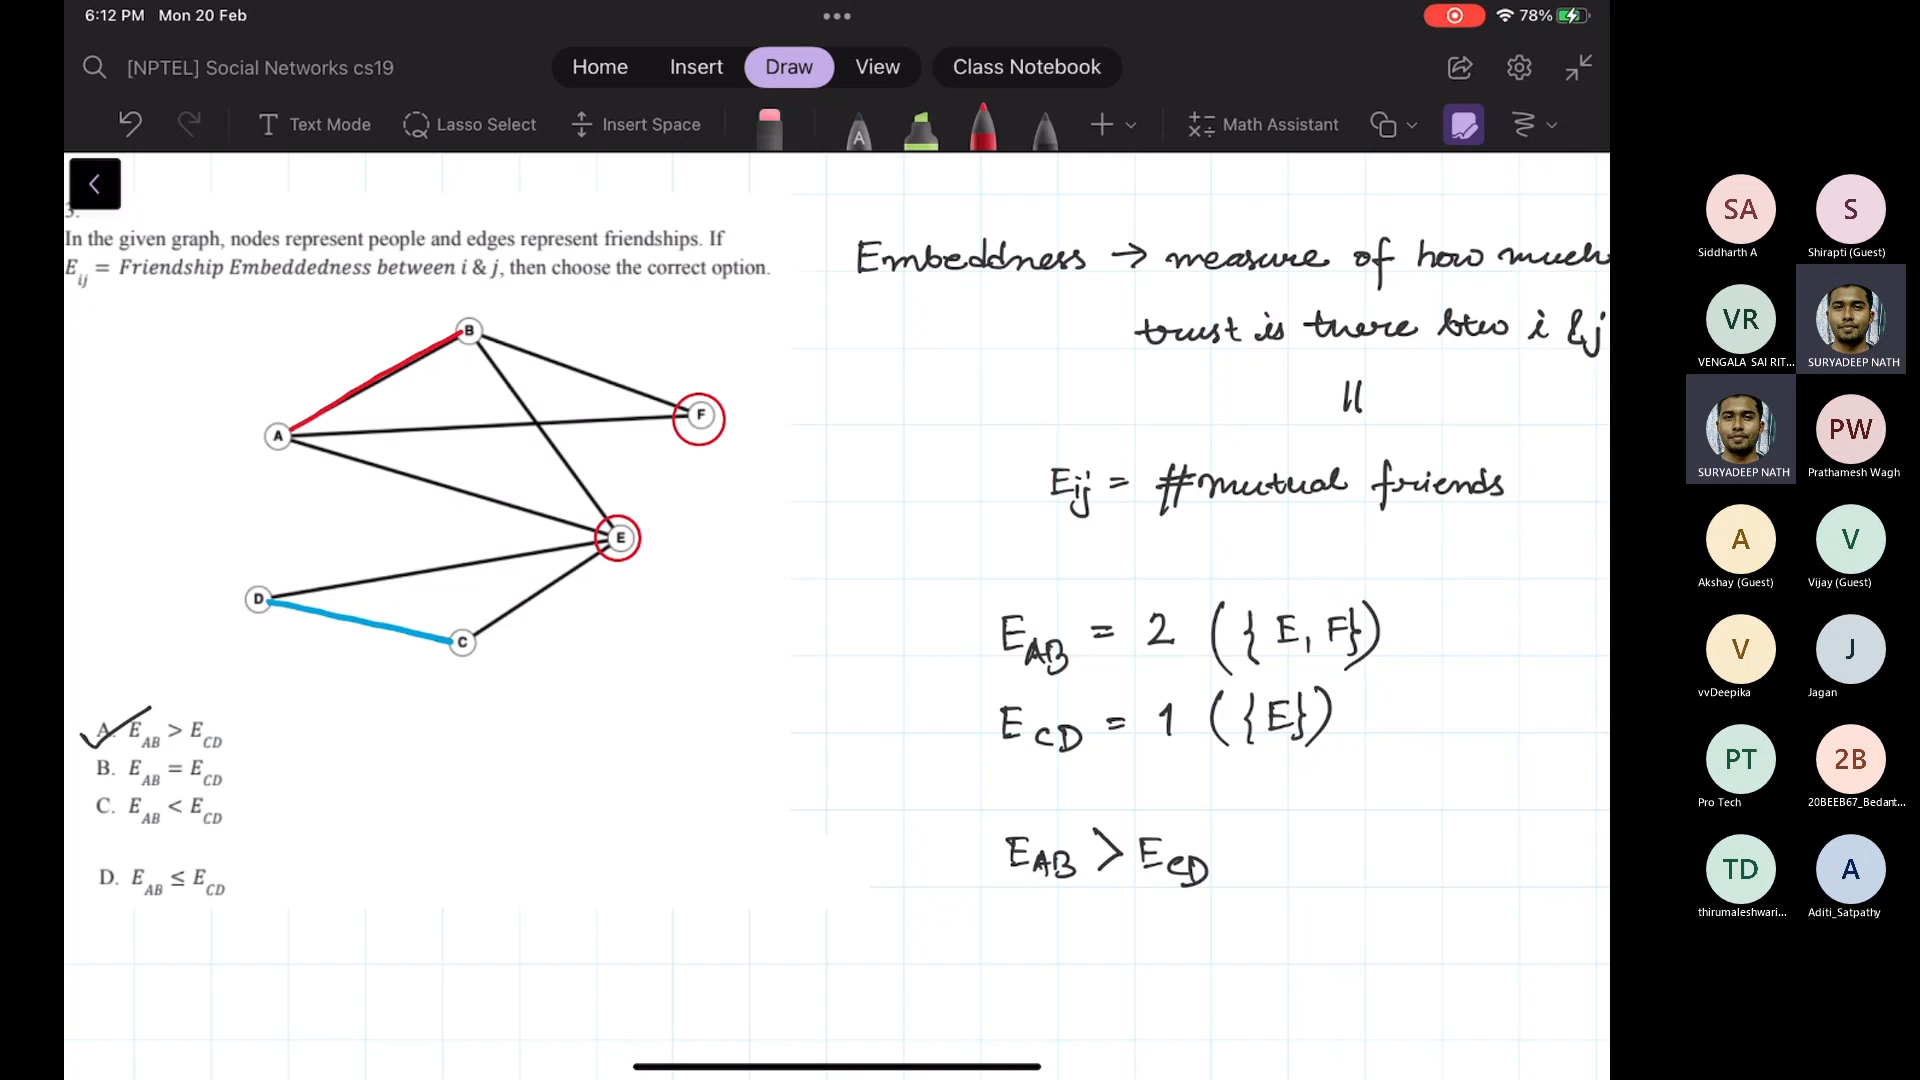 6:12 PM Mon 20 Feb
78%
[NPTEL] Social Networks cs19
Home Insert Draw View Class Notebook
Text Mode Lasso Select Insert Space A Math Assistant
3.
In the given graph, nodes represent people and edges represent friendships. If
E_ij = Friendship Embeddedness between i & j, then choose the correct option.
B
F
A
E
D
C
A. E_AB > E_CD
B. E_AB = E_CD
C. E_AB < E_CD
D. E_AB ≤ E_CD
Embeddness → measure of how much
trust is there btw i & j
Eij = #mutual friends
E_AB = 2 ({E, F})
E_CD = 1 ({E})
E_AB > E_CD
SA
Siddharth A
S
Shirapti (Guest)
VR
VENGALA SAI RIT...
SURYADEEP NATH
SURYADEEP NATH
PW
Prathamesh Wagh
A
Akshay (Guest)
V
Vijay (Guest)
V
vvDeepika
J
Jagan
PT
Pro Tech
2B
20BEEB67_Bedant...
TD
thirumaleshwari...
A
Aditi_Satpathy